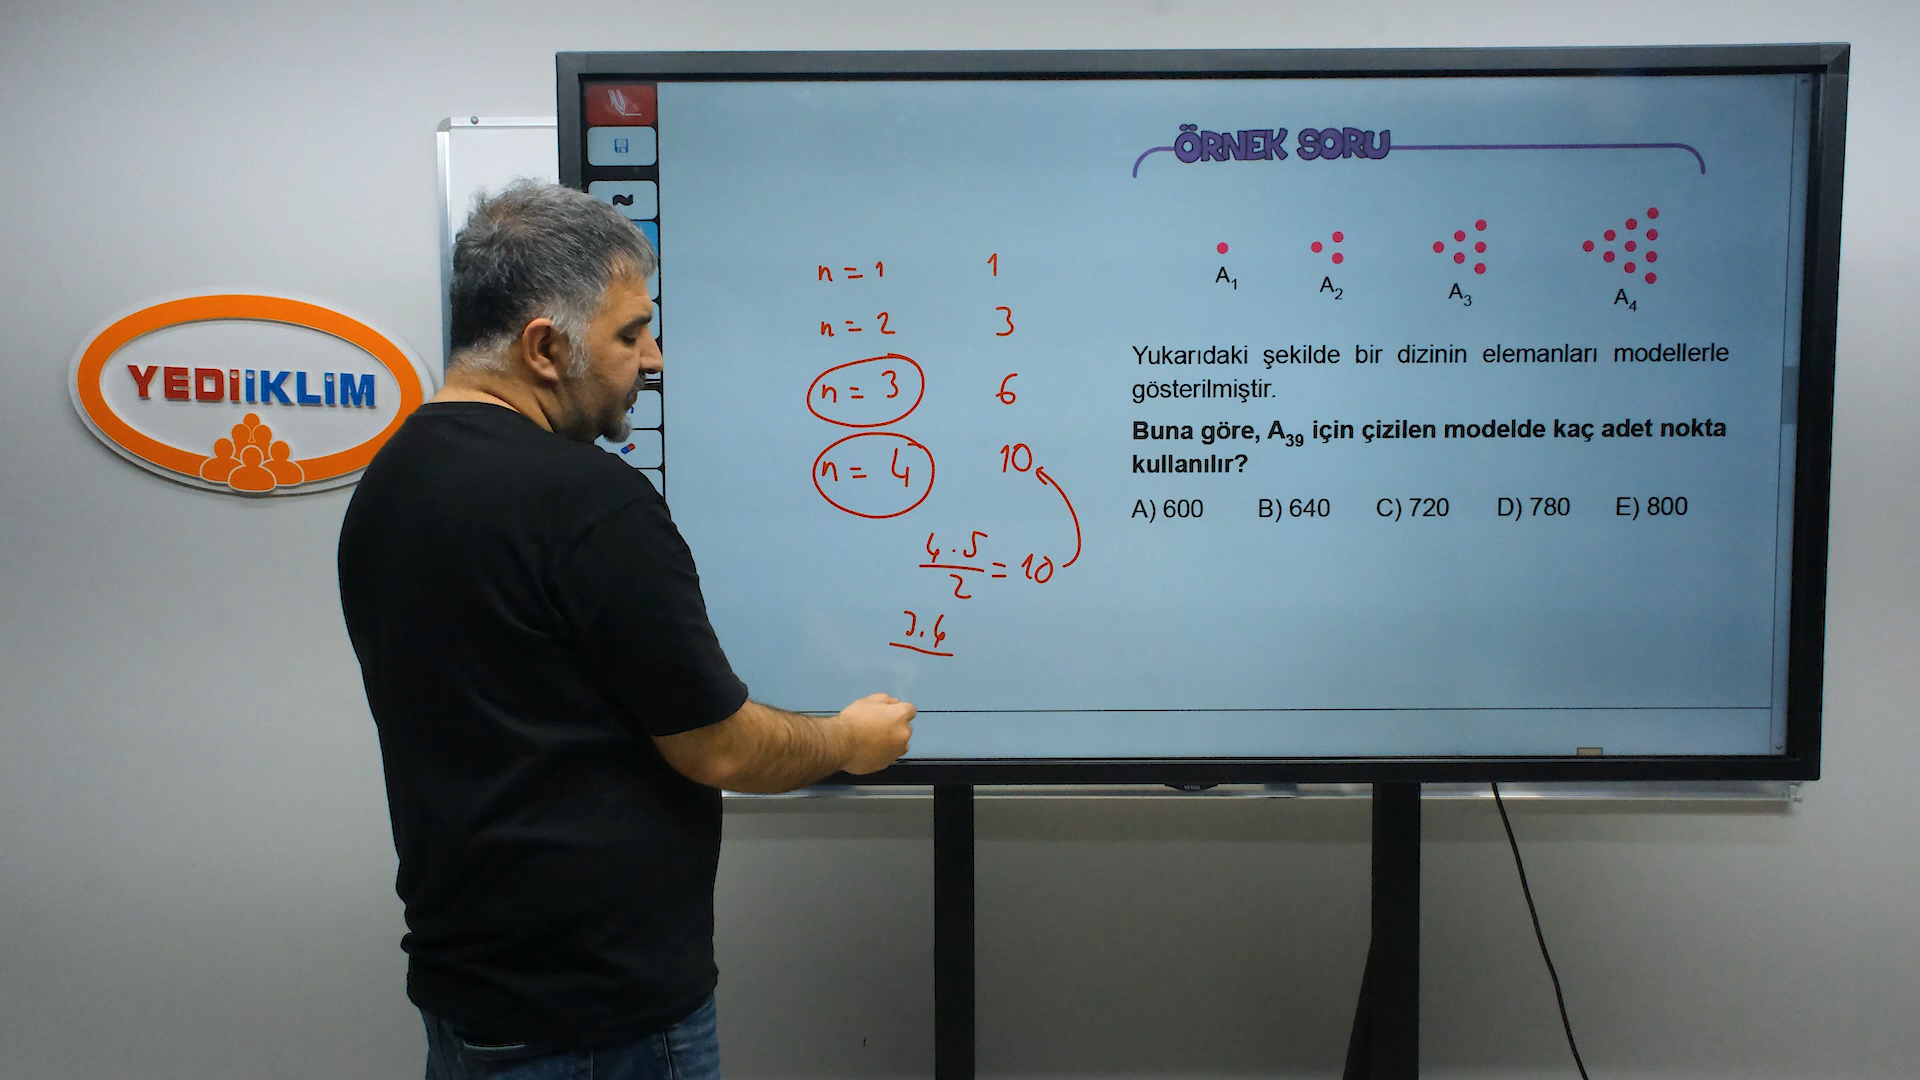 YEDiiKLiM
ÖRNEK SORU
A1 A2 A3 A4
Yukarıdaki şekilde bir dizinin elemanları modellerle
gösterilmiştir.
Buna göre, A39 için çizilen modelde kaç adet nokta
kullanılır?
A) 600 B) 640 C) 720 D) 780 E) 800
n = 1 1
n = 2 3
n = 3 6
n = 4 10
4 . 5
2
= 10
3 . 4